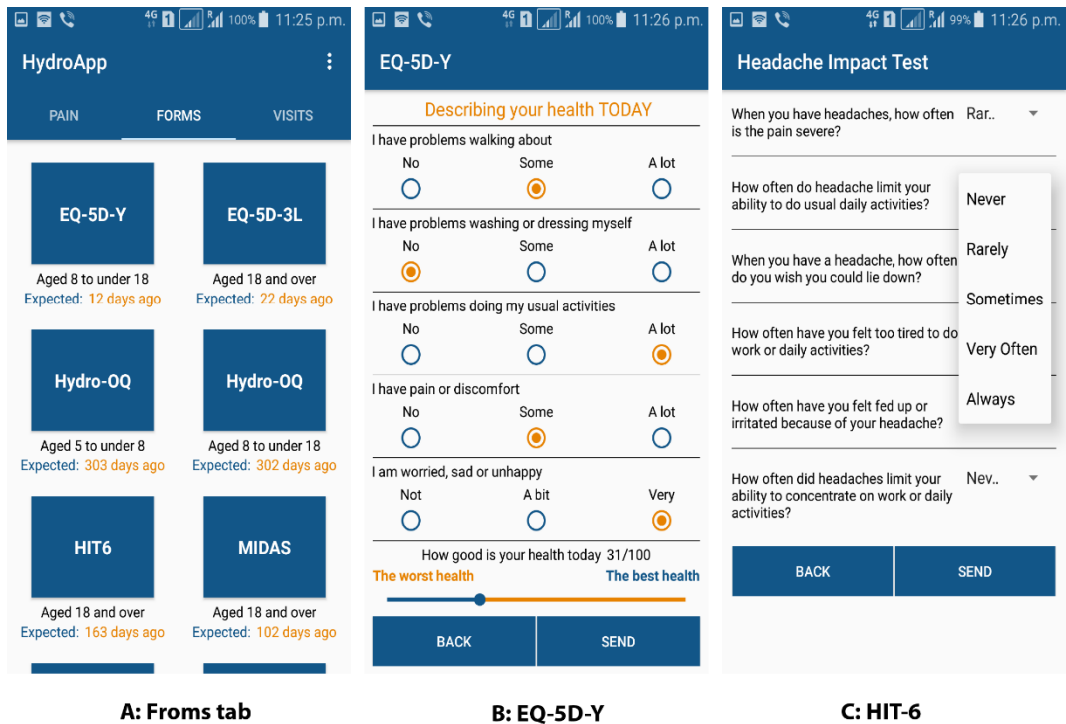 4G 1 R 100% 11:25 p.m.
HydroApp
PAIN FORMS VISITS
EQ-5D-Y EQ-5D-3L
Aged 8 to under 18 Aged 18 and over
Expected: 12 days ago Expected: 22 days ago
Hydro-OQ Hydro-OQ
Aged 5 to under 8 Aged 8 to under 18
Expected: 303 days ago Expected: 302 days ago
HIT6 MIDAS
Aged 18 and over Aged 18 and over
Expected: 163 days ago Expected: 102 days ago
A: Froms tab
4G 1 R 100% 11:26 p.m.
EQ-5D-Y
Describing your health TODAY
I have problems walking about
No Some A lot
I have problems washing or dressing myself
No Some A lot
I have problems doing my usual activities
No Some A lot
I have pain or discomfort
No Some A lot
I am worried, sad or unhappy
Not A bit Very
How good is your health today 31/100
The worst health The best health
BACK SEND
B: EQ-5D-Y
4G 1 R 99% 11:26 p.m.
Headache Impact Test
When you have headaches, how often Rar..
is the pain severe?
How often do headache limit your
ability to do usual daily activities?
When you have a headache, how often
do you wish you could lie down?
How often have you felt too tired to do
work or daily activities?
How often have you felt fed up or
irritated because of your headache?
Never
Rarely
Sometimes
Very Often
Always
How often did headaches limit your Nev..
ability to concentrate on work or daily
activities?
BACK SEND
C: HIT-6